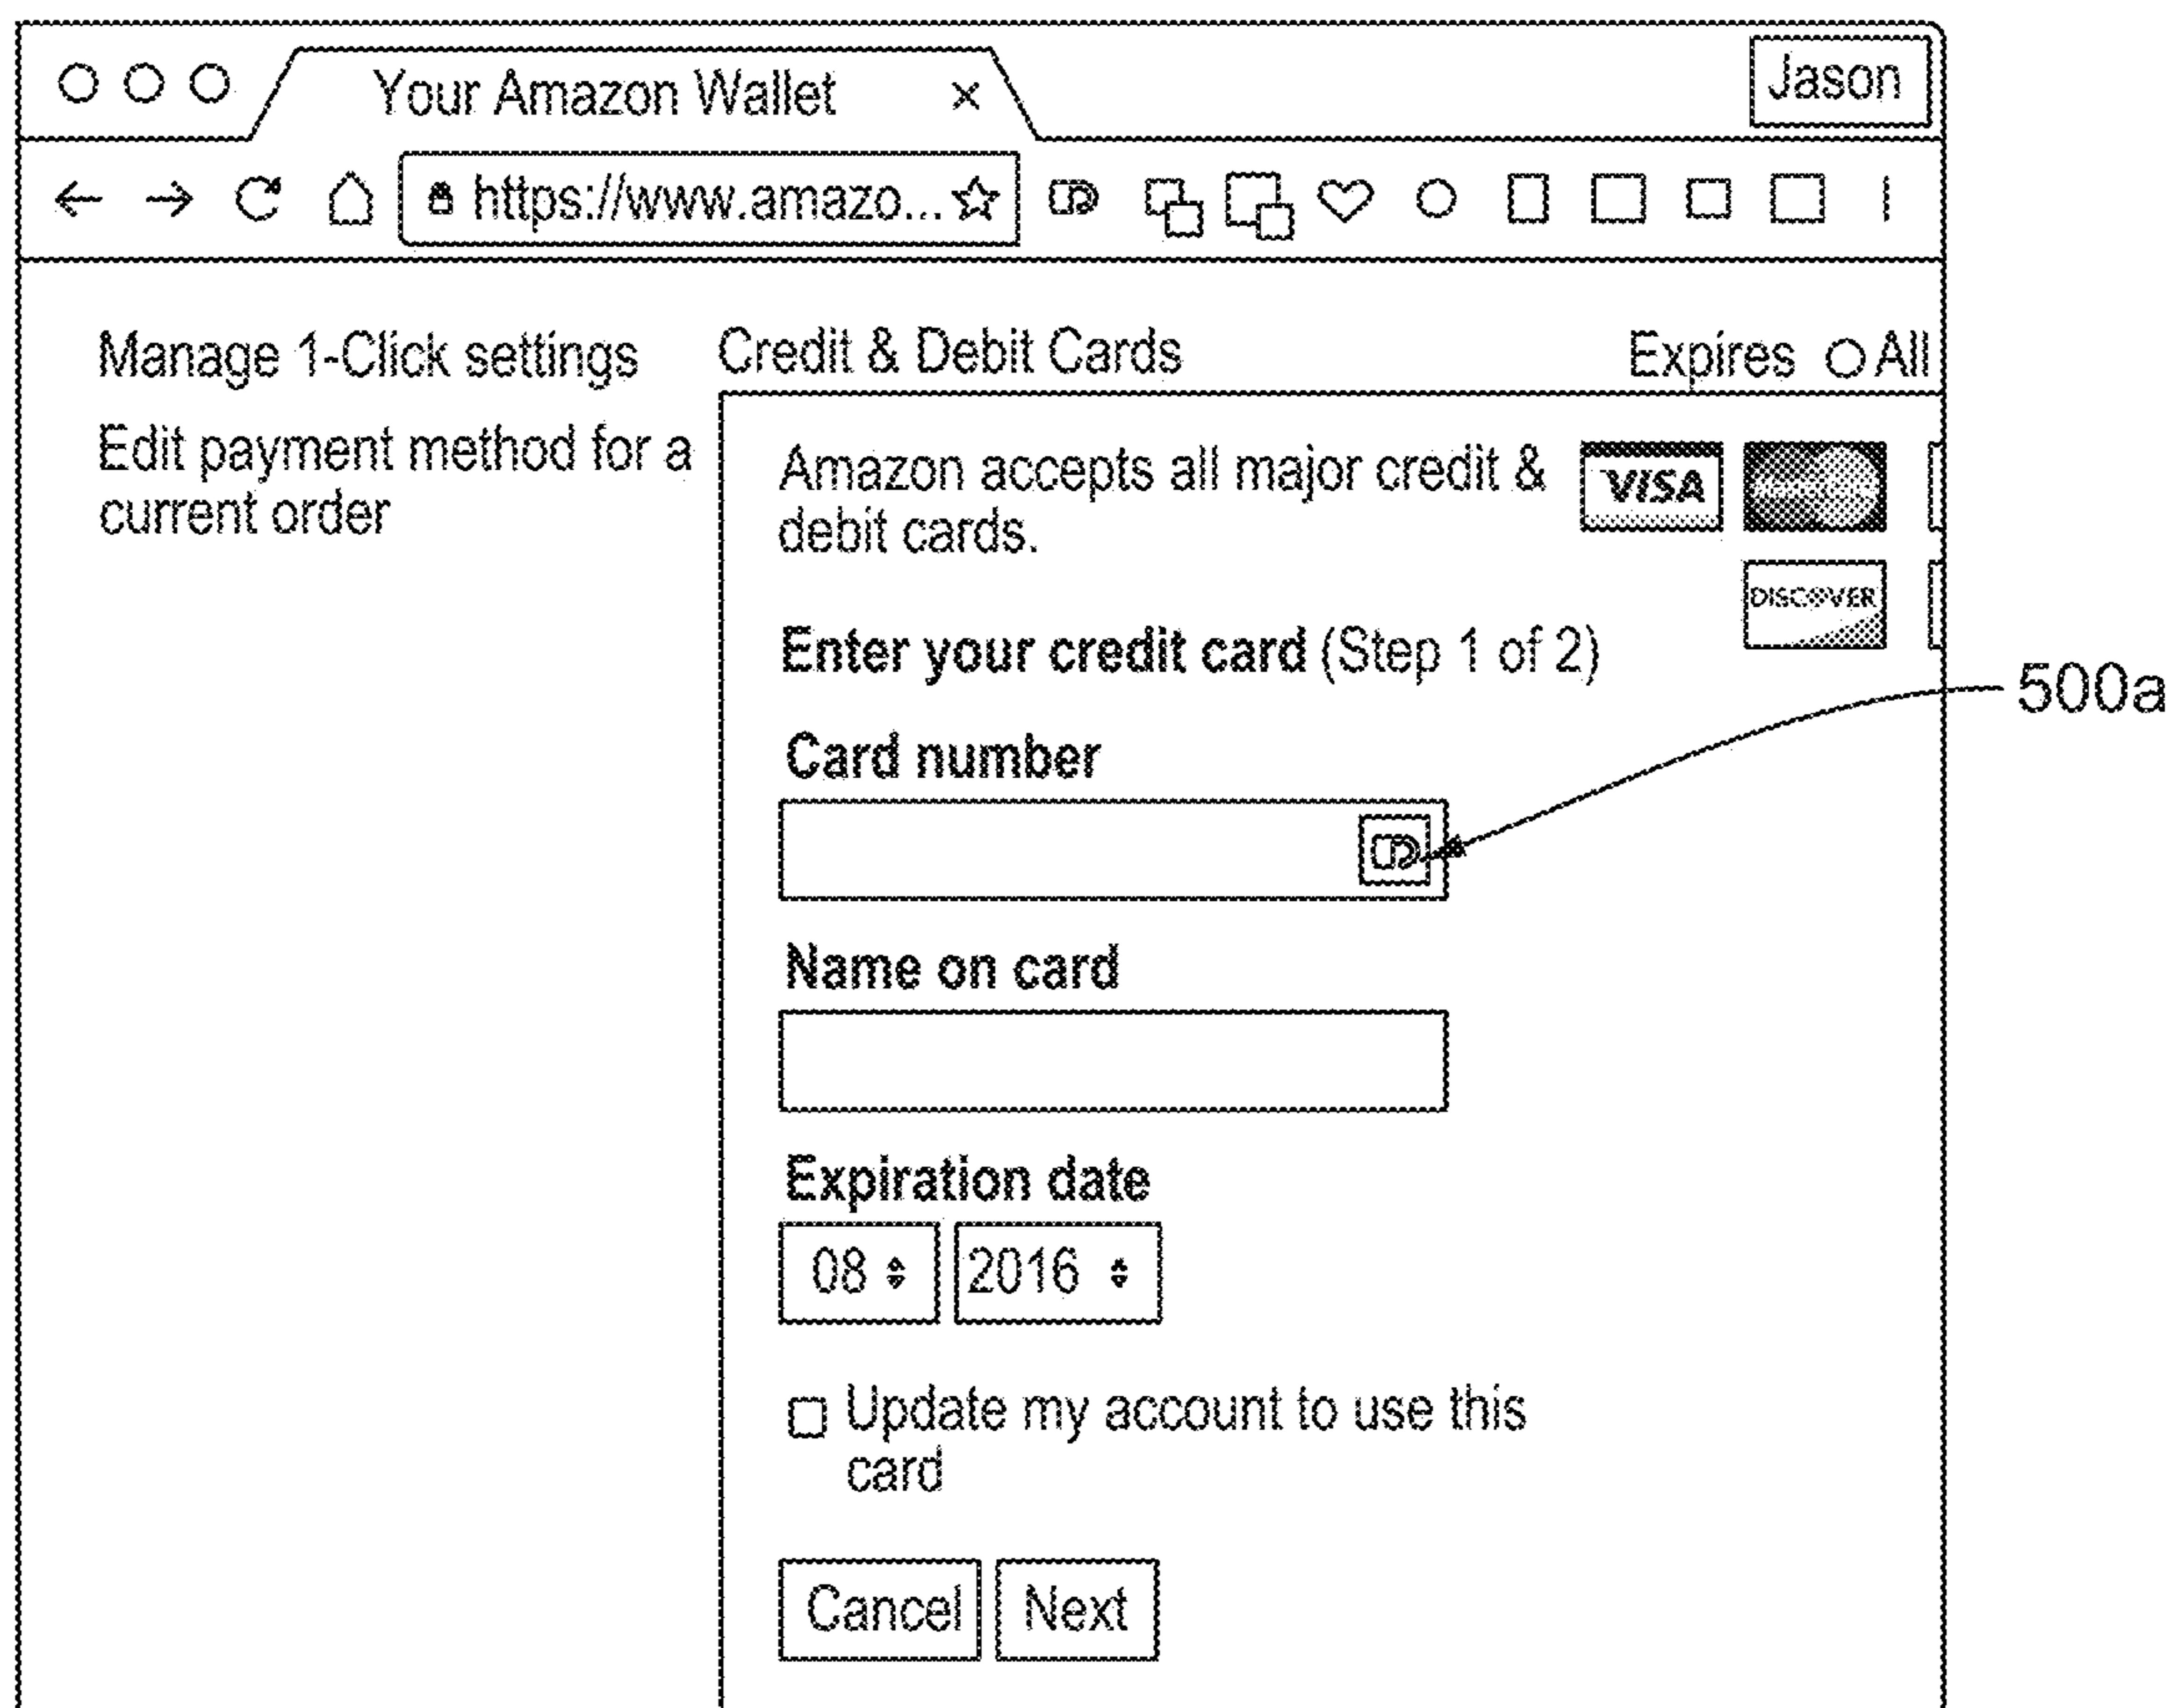 Your Amazon Wallet ×
Jason
https://www.amazo...
Manage 1-Click settings
Credit & Debit Cards
Expires
All
Edit payment method for a
current order
Amazon accepts all major credit &
debit cards.
VISA
DISCOVER
Enter your credit card (Step 1 of 2)
500a
Card number
Name on card
Expiration date
08
2016
Update my account to use this
card
Cancel
Next